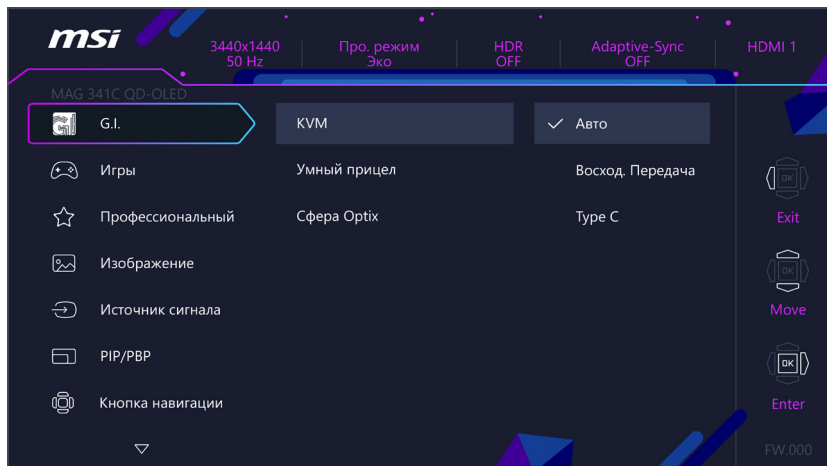 msi
3440x1440
50 Hz
Про. режим
Эко
HDR
OFF
Adaptive-Sync
OFF
HDMI 1
MAG 341C QD-OLED
G.I.
KVM
Авто
Игры
Умный прицел
Восход. Передача
Профессиональный
Сфера Optix
Type C
Изображение
Источник сигнала
PIP/PBP
Кнопка навигации
OK
Exit
OK
Move
OK
Enter
FW.000